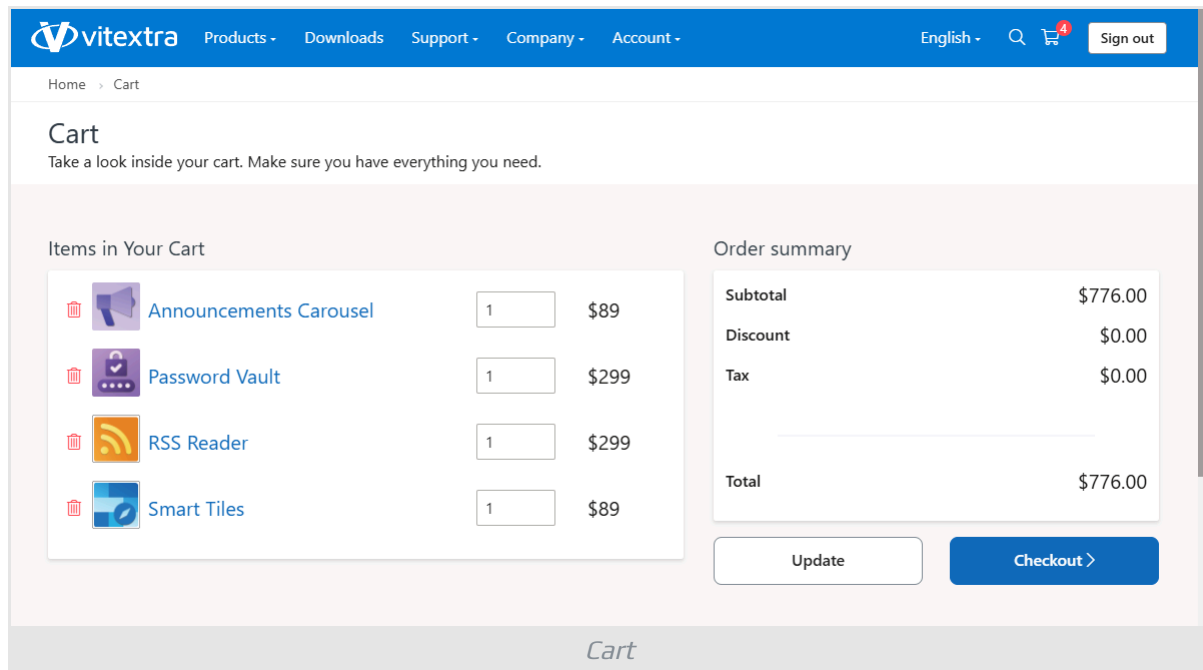 vitextra Products Downloads Support Company Account English 4 Sign out
Home > Cart
Cart
Take a look inside your cart. Make sure you have everything you need.
Items in Your Cart
Announcements Carousel 1 $89
Password Vault 1 $299
RSS Reader 1 $299
Smart Tiles 1 $89
Order summary
Subtotal $776.00
Discount $0.00
Tax $0.00
Total $776.00
Update Checkout >
Cart